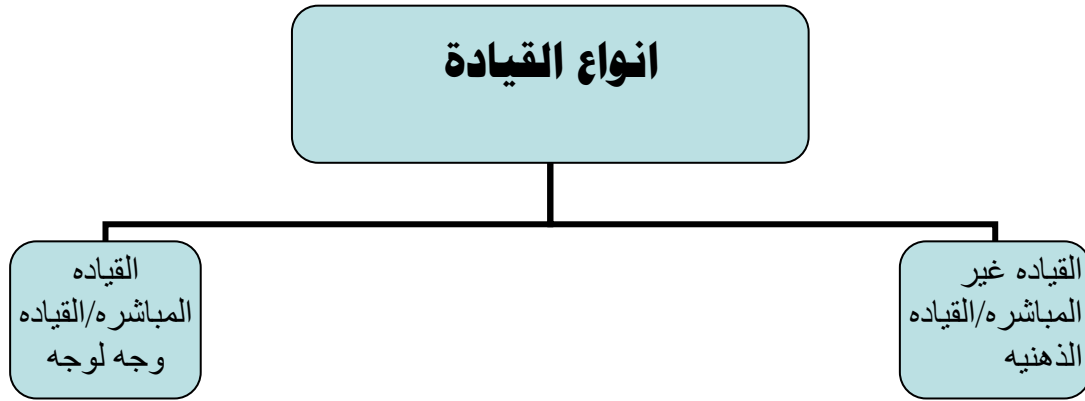 انواع القيادة
القياده غير
المباشره/القياده
الذهنيه
القياده
المباشره/القياده
وجه لوجه